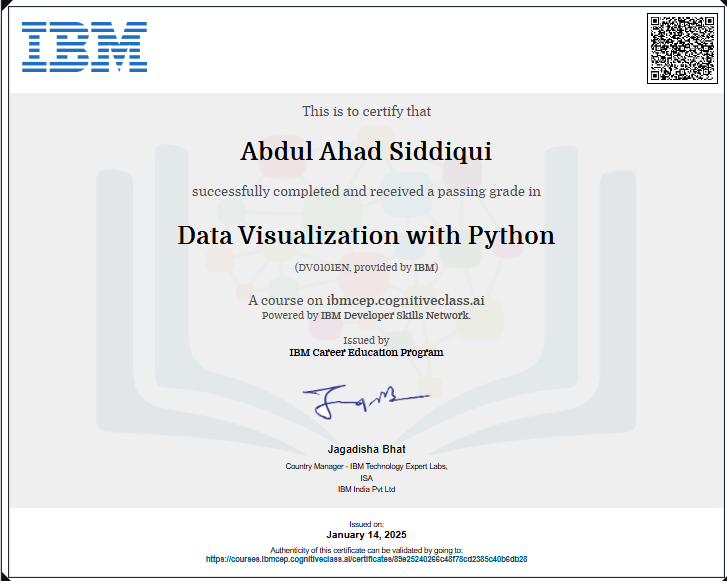 IBM
This is to certify that
Abdul Ahad Siddiqui
successfully completed and received a passing grade in
Data Visualization with Python
(DV0101EN, provided by IBM)
A course on ibmcep.cognitiveclass.ai
Powered by IBM Developer Skills Network.
Issued by
IBM Career Education Program
Jagadisha Bhat
Country Manager - IBM Technology Expert Labs,
ISA
IBM India Pvt Ltd
Issued on:
January 14, 2025
Authenticity of this certificate can be validated by going to:
https://courses.ibmcep.cognitiveclass.ai/certificates/89e25240266c48f78cd2385c40b6db28